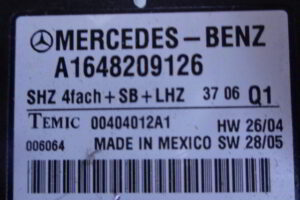 MERCEDES-BENZ
A1648209126
SHZ 4fach+SB+LHZ 37 06 Q1
TEMIC 00404012A1 HW 26/04
006064 MADE IN MEXICO SW 28/05